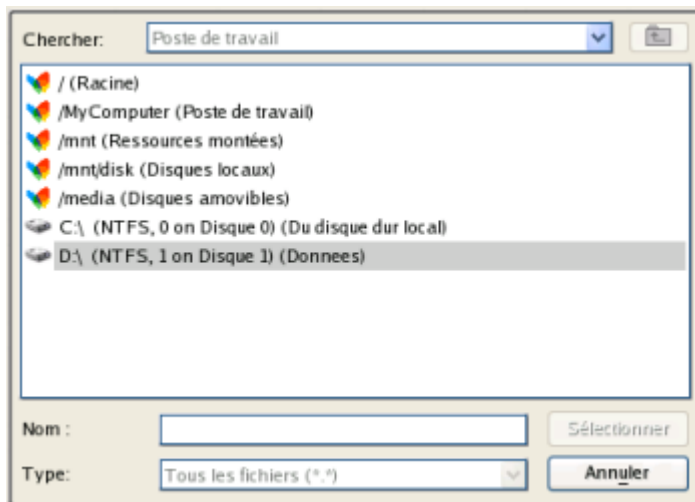 Chercher: Poste de travail
/ (Racine)
/MyComputer (Poste de travail)
/mnt (Ressources montées)
/mnt/disk (Disques locaux)
/media (Disques amovibles)
C:\ (NTFS, 0 on Disque 0) (Du disque dur local)
D:\ (NTFS, 1 on Disque 1) (Donnees)
Nom :
Sélectionner
Type: Tous les fichiers (*.*)
Annuler